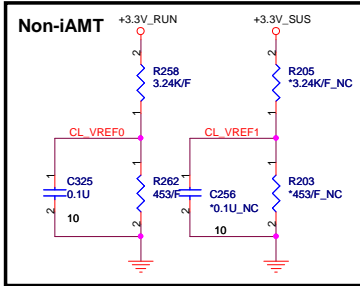 Non-iAMT
+3.3V_RUN
+3.3V_SUS
2
2
R258
3.24K/F
R205
*3.24K/F_NC
1
1
CL_VREF0
CL_VREF1
1
1
1
1
C325
0.1U
R262
453/F
C256
*0.1U_NC
R203
*453/F_NC
2
2
2
2
10
10